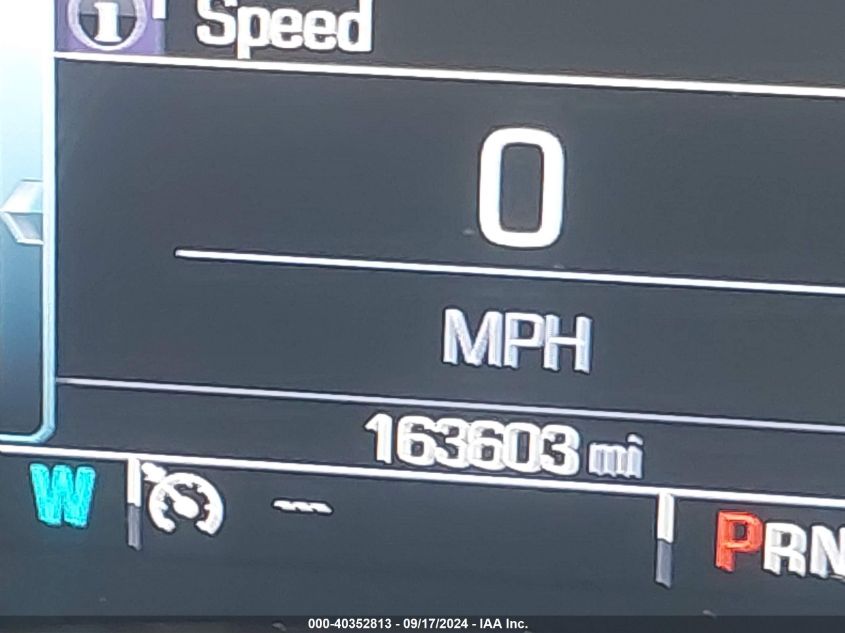 i Speed
0
MPH
163603 mi
W -- PRN
000-40352813 - 09/17/2024 - IAA Inc.